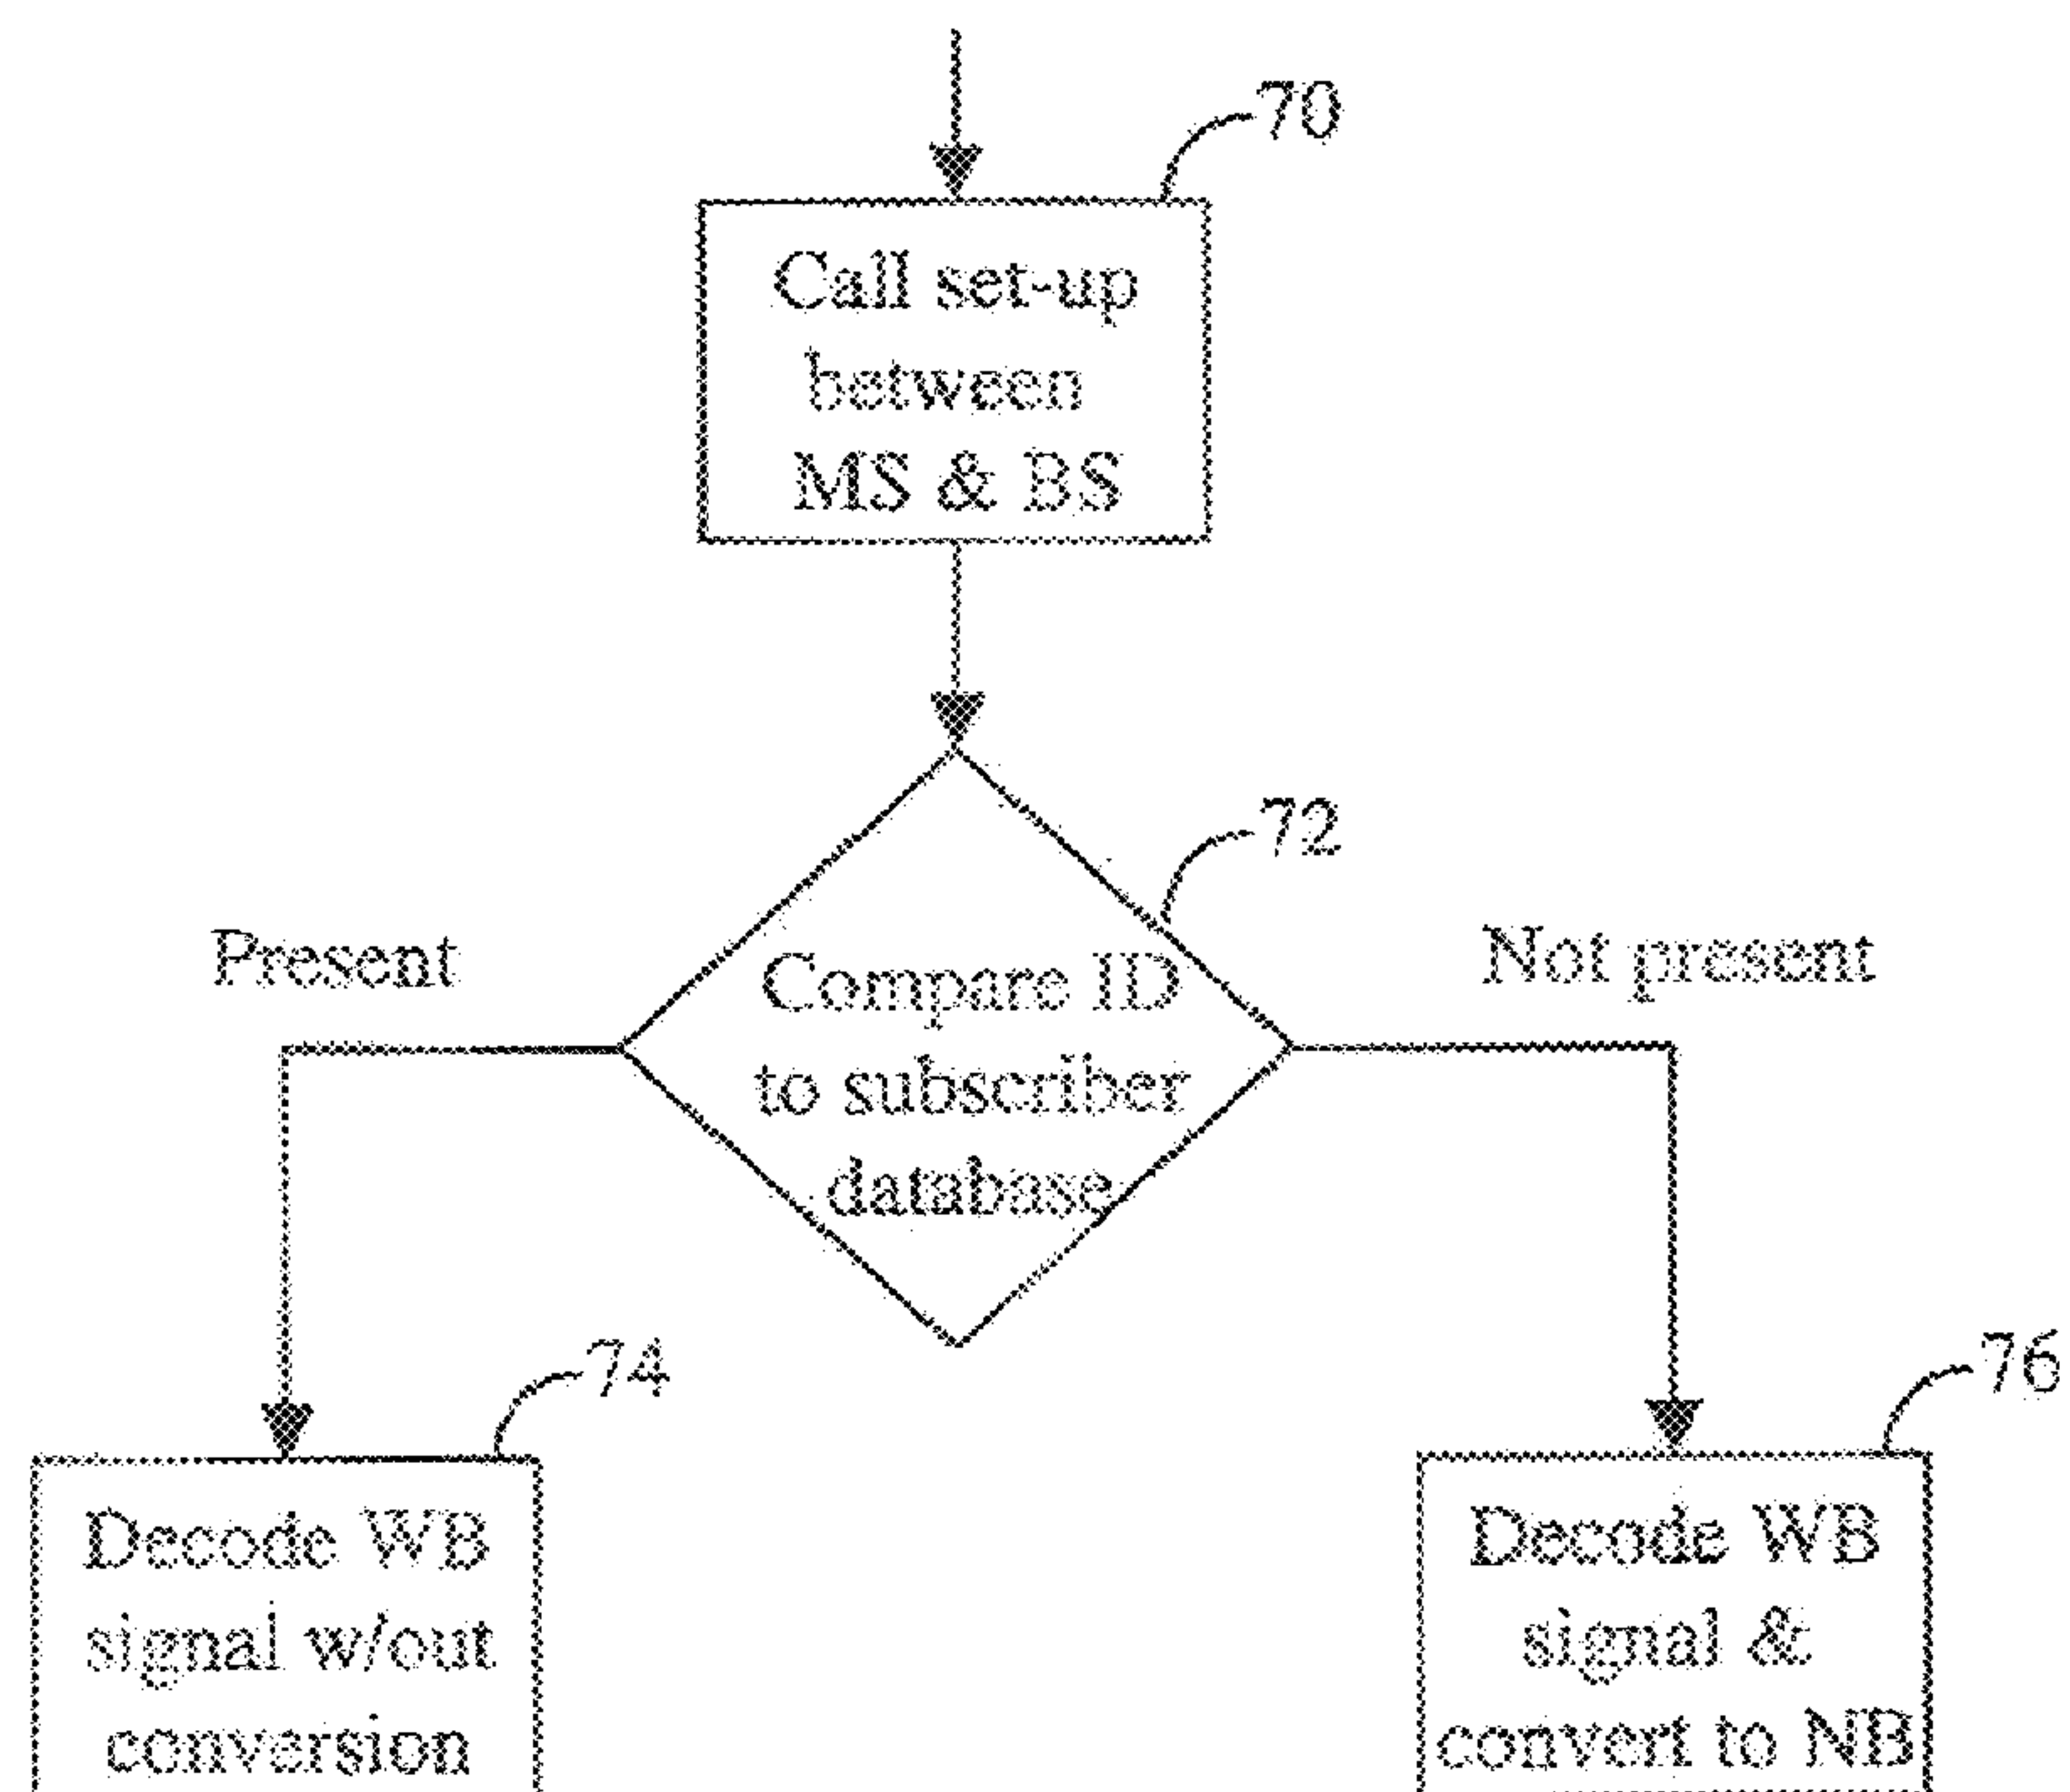 70
Call set-up
between
MS & BS
72
Present
Not present
Compare ID
to subscriber
database
74
76
Decode WB
signal w/out
conversion
Decode WB
signal &
convert to NB